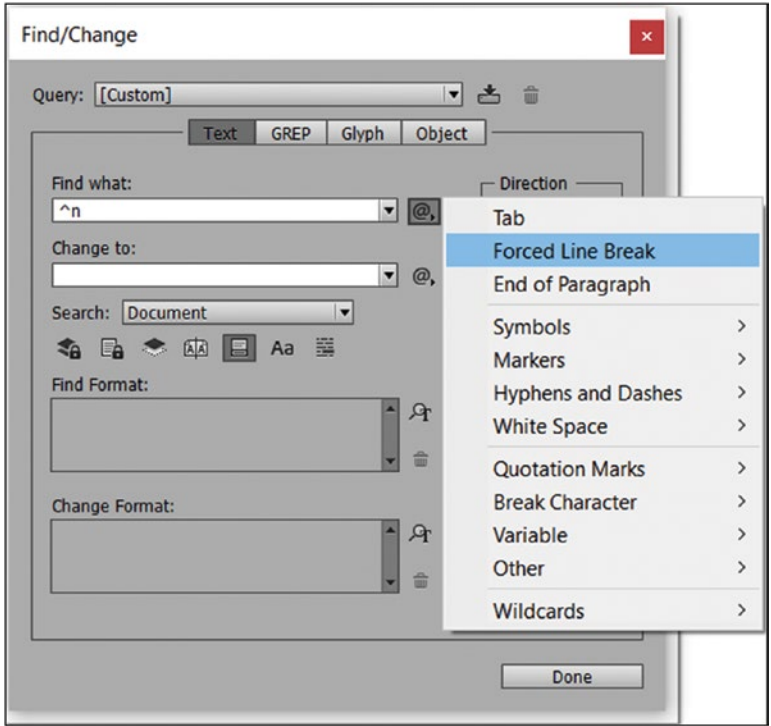 Find/Change
Query: [Custom]
Text GREP Glyph Object
Find what:
^n
Change to:
Search: Document
Aa
Find Format:
Change Format:
Direction
Tab
Forced Line Break
End of Paragraph
Symbols
Markers
Hyphens and Dashes
White Space
Quotation Marks
Break Character
Variable
Other
Wildcards
Done